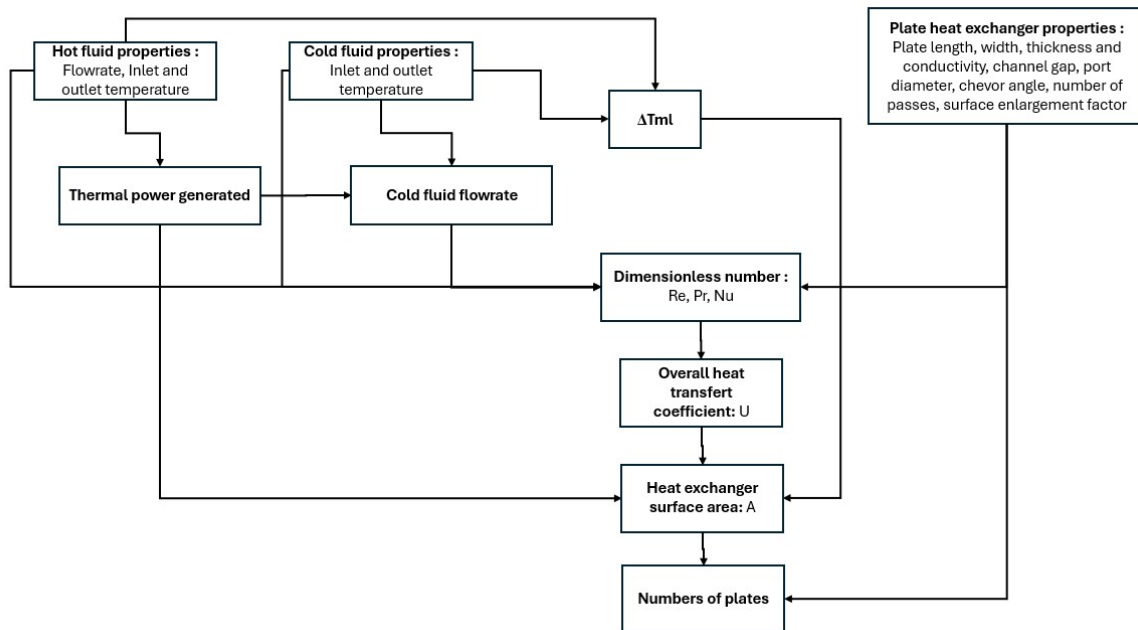 Hot fluid properties :
Flowrate, Inlet and
outlet temperature
Cold fluid properties :
Inlet and outlet
temperature
Plate heat exchanger properties :
Plate length, width, thickness and
conductivity, channel gap, port
diameter, chevor angle, number of
passes, surface enlargement factor
ΔTml
Thermal power generated
Cold fluid flowrate
Dimensionless number :
Re, Pr, Nu
Overall heat
transfert
coefficient: U
Heat exchanger
surface area: A
Numbers of plates